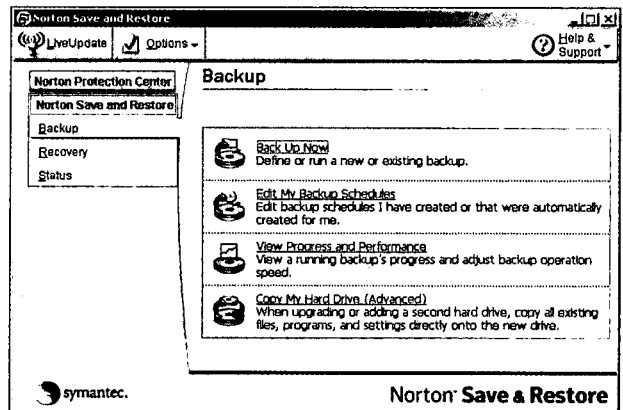 Norton Save and Restore
LiveUpdate
Options
Help &
Support
Norton Protection Center
Norton Save and Restore
Backup
Recovery
Status
Backup
Back Up Now
Define or run a new or existing backup.
Edit My Backup Schedules
Edit backup schedules I have created or that were automatically
created for me.
View Progress and Performance
View a running backup's progress and adjust backup operation
speed.
Copy My Hard Drive (Advanced)
When upgrading or adding a second hard drive, copy all existing
files, programs, and settings directly onto the new drive.
symantec.
Norton Save & Restore